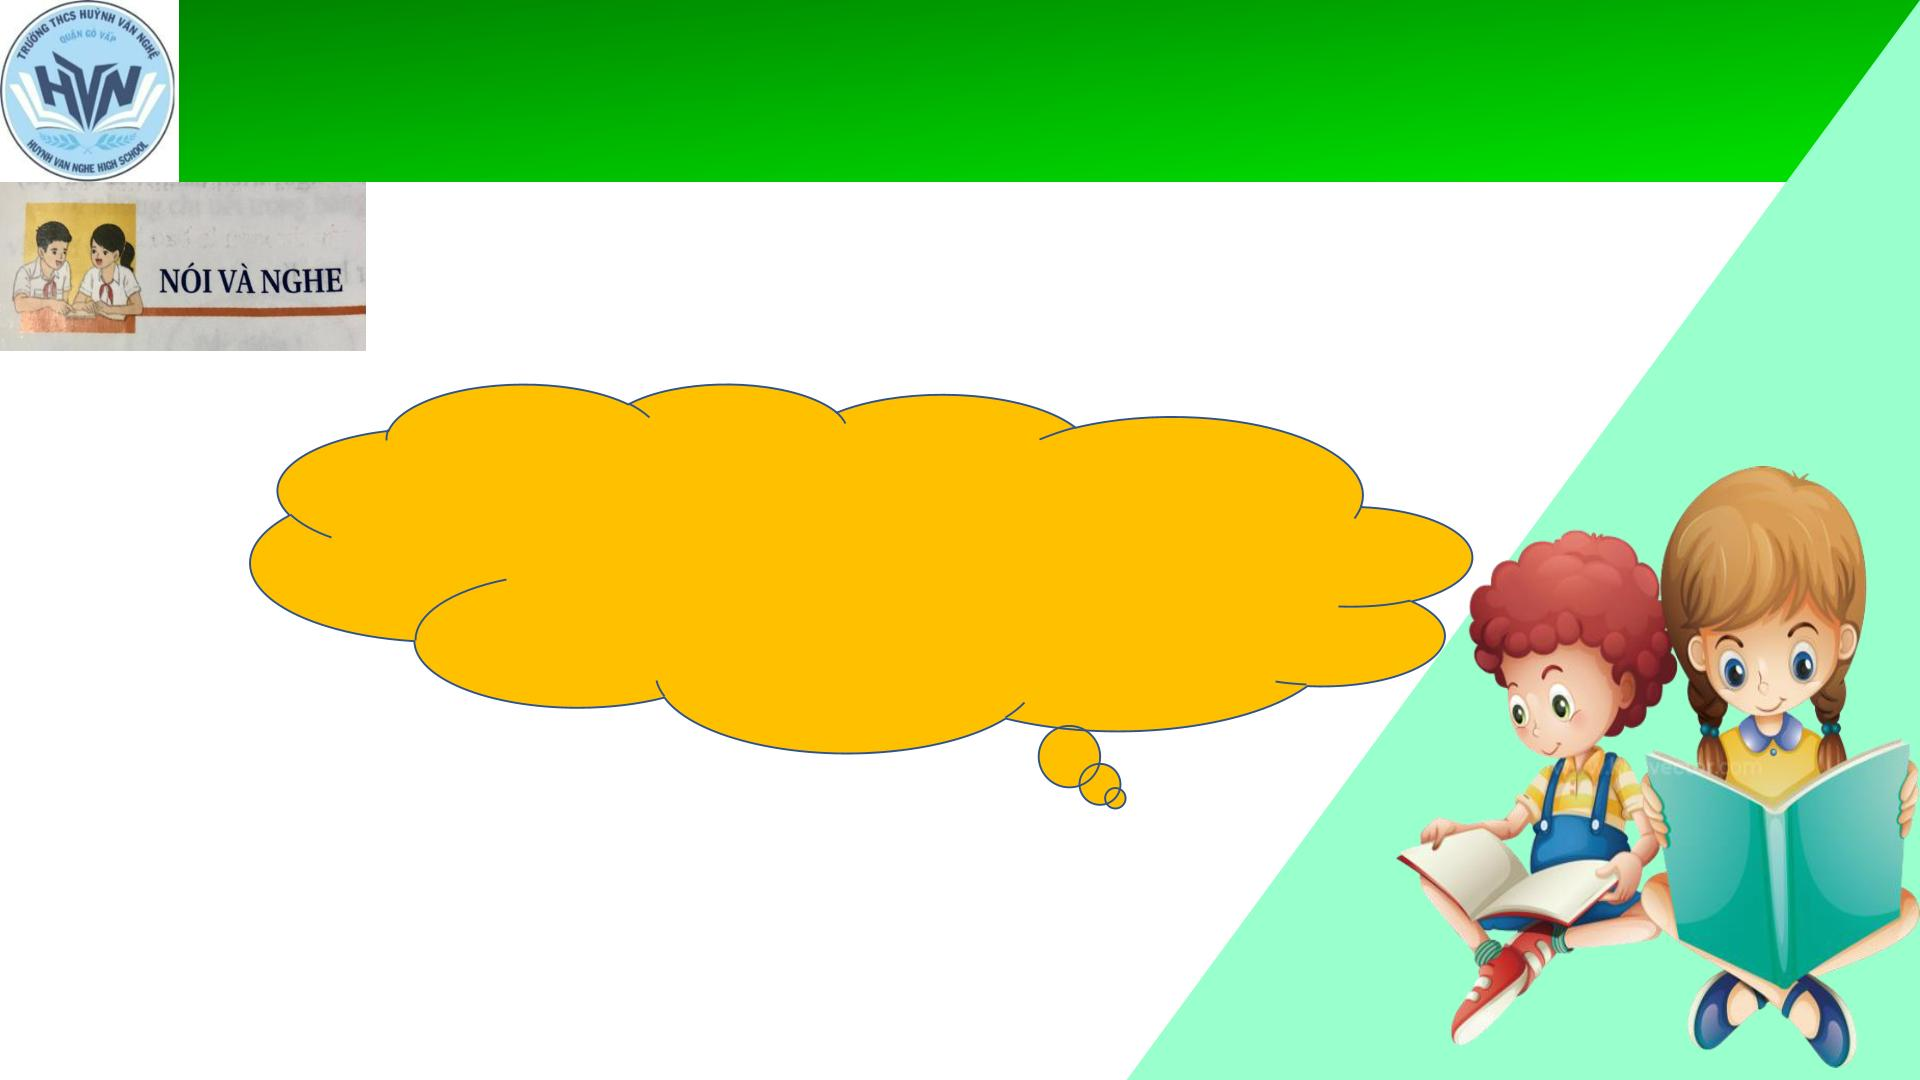 TRƯỜNG THCS HUỲNH VĂN NGHỆ
QUẬN GÒ VẤP
HVN
HUYNH VAN NGHE HIGH SCHOOL
NÓI VÀ NGHE